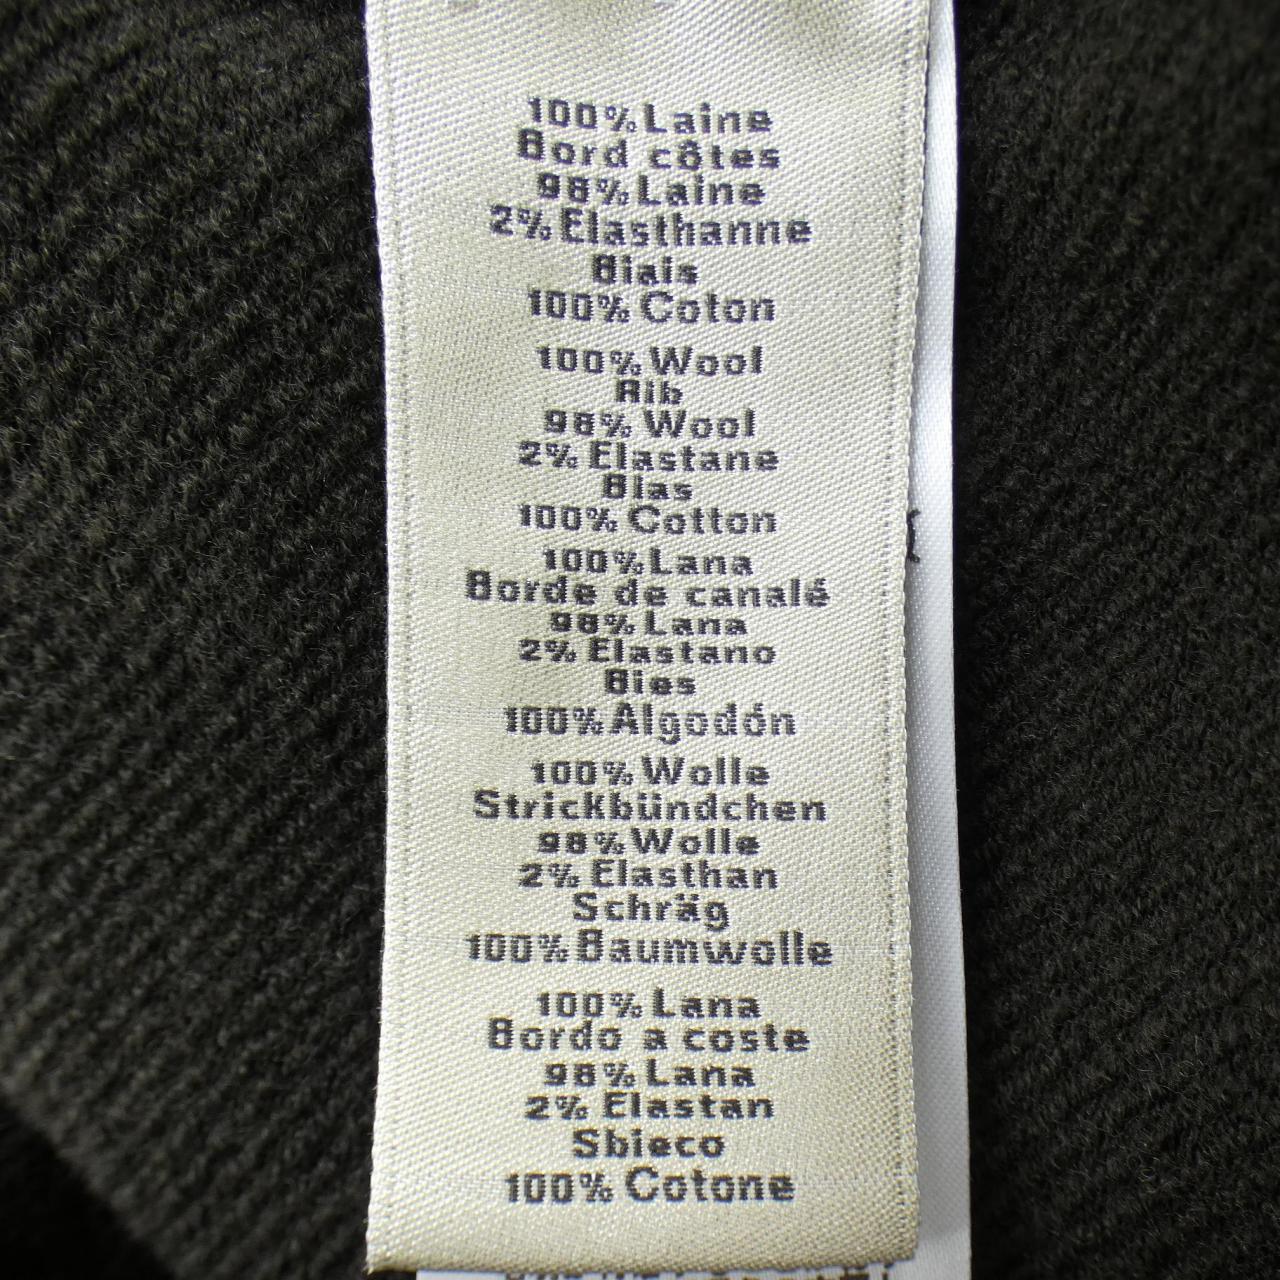 100% Laine
Bord côtes
98% Laine
2% Elasthanne
Biais
100% Coton
100% Wool
Rib
98% Wool
2% Elastane
Bias
100% Cotton
100% Lana
Borde de canalé
98% Lana
2% Elastano
Bies
100% Algodón
100% Wolle
Strickbündchen
98% Wolle
2% Elasthan
Schräg
100% Baumwolle
100% Lana
Bordo a coste
98% Lana
2% Elastan
Sbieco
100% Cotone